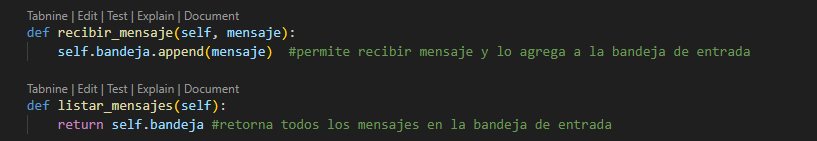 Tabnine | Edit | Test | Explain | Document
def recibir_mensaje(self, mensaje):
    self.bandeja.append(mensaje)  #permite recibir mensaje y lo agrega a la bandeja de entrada
Tabnine | Edit | Test | Explain | Document
def listar_mensajes(self):
    return self.bandeja #retorna todos los mensajes en la bandeja de entrada